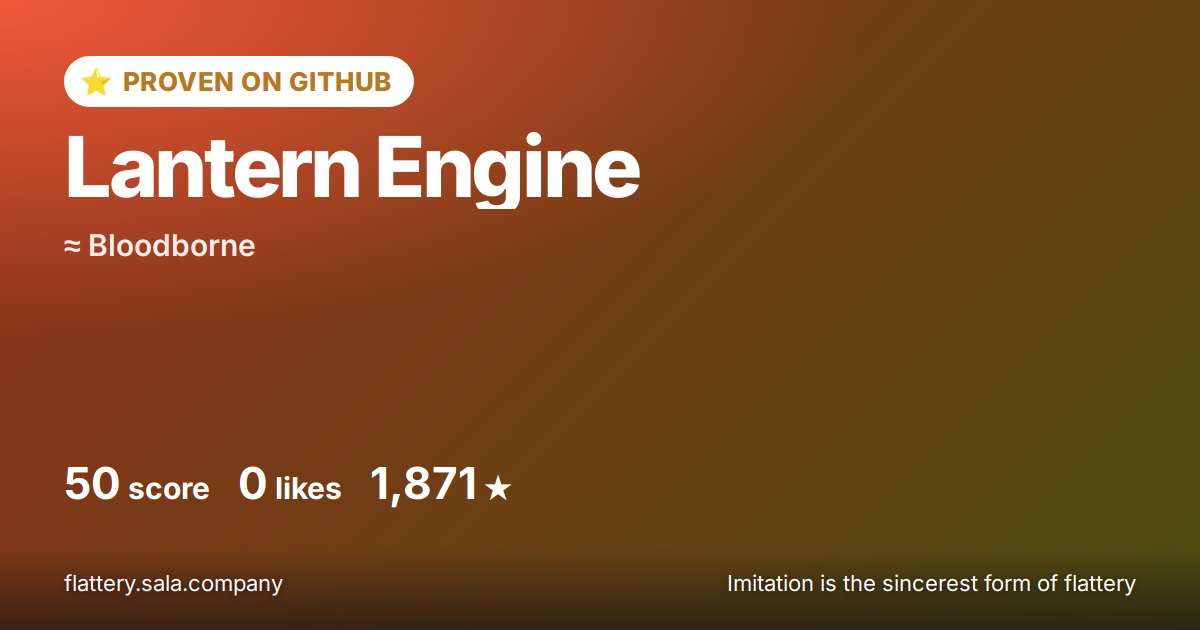 ⭐ PROVEN ON GITHUB
Lantern Engine
≈ Bloodborne
50 score 0 likes 1,871 ★
flattery.sala.company
Imitation is the sincerest form of flattery